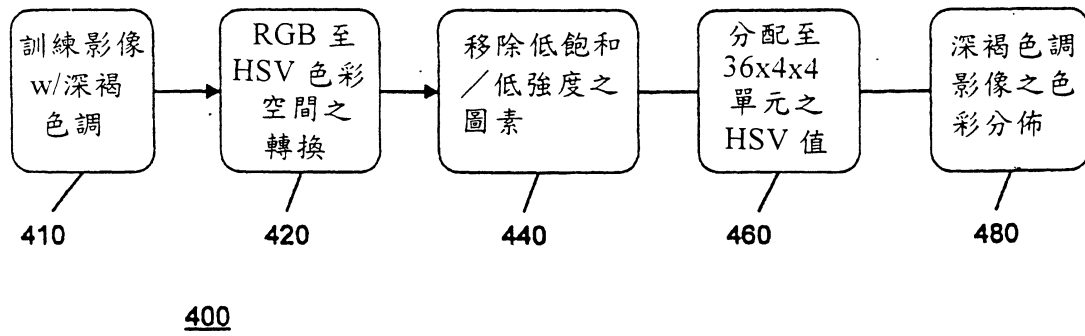 訓練影像
w/深褐
色調
RGB 至
HSV 色彩
空間之
轉換
移除低飽和
／低強度之
圖素
分配至
36x4x4
單元之
HSV 值
深褐色調
影像之色
彩分佈
410
420
440
460
480
400